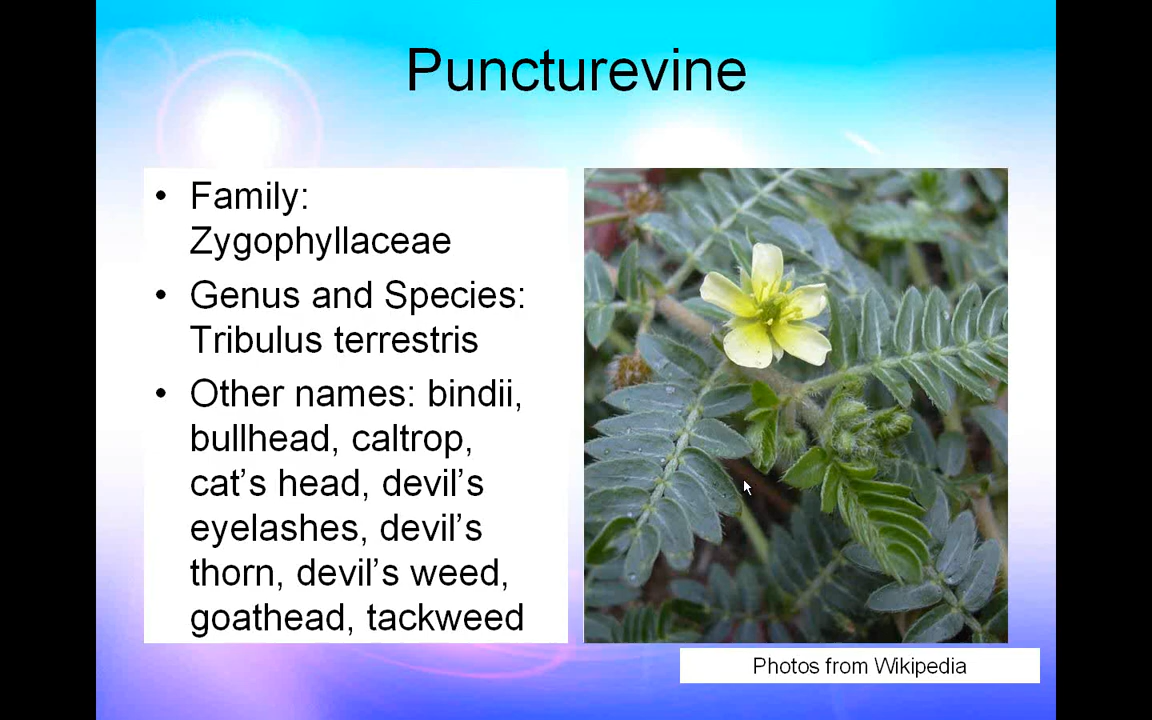 Puncturevine
• Family:
Zygophyllaceae
• Genus and Species:
Tribulus terrestris
• Other names: bindii,
bullhead, caltrop,
cat’s head, devil’s
eyelashes, devil’s
thorn, devil’s weed,
goathead, tackweed
Photos from Wikipedia